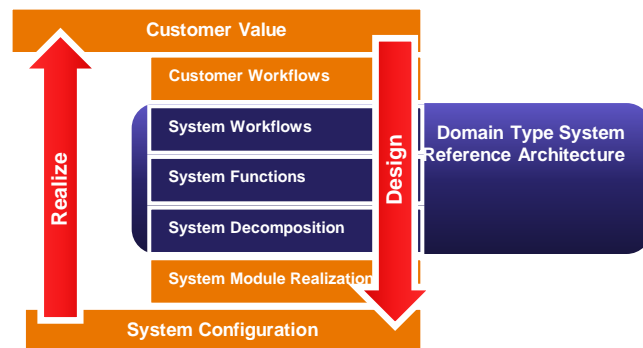 Customer Value
Customer Workflows
System Workflows
System Functions
System Decomposition
System Module Realization
System Configuration
Realize
Design
Domain Type System
Reference Architecture